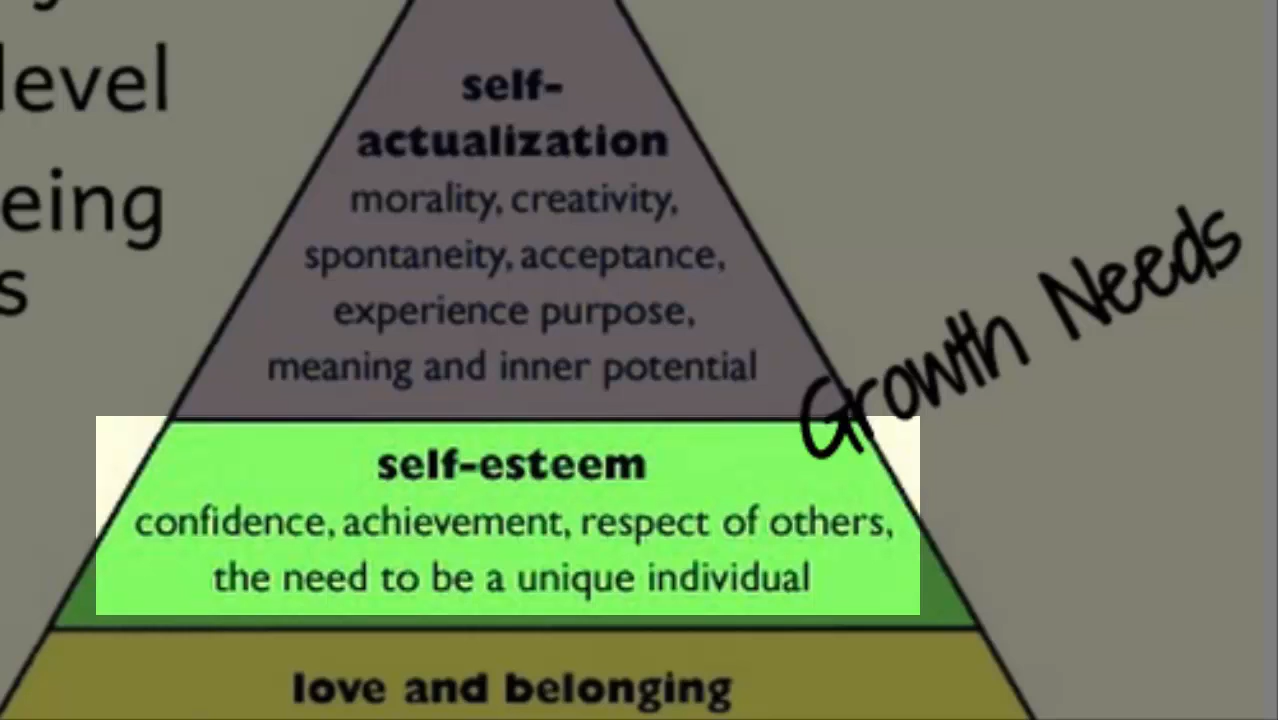 level
eing
s
self-
actualization
morality, creativity,
spontaneity, acceptance,
experience purpose,
meaning and inner potential
Growth Needs
self-esteem
confidence, achievement, respect of others,
the need to be a unique individual
love and belonging